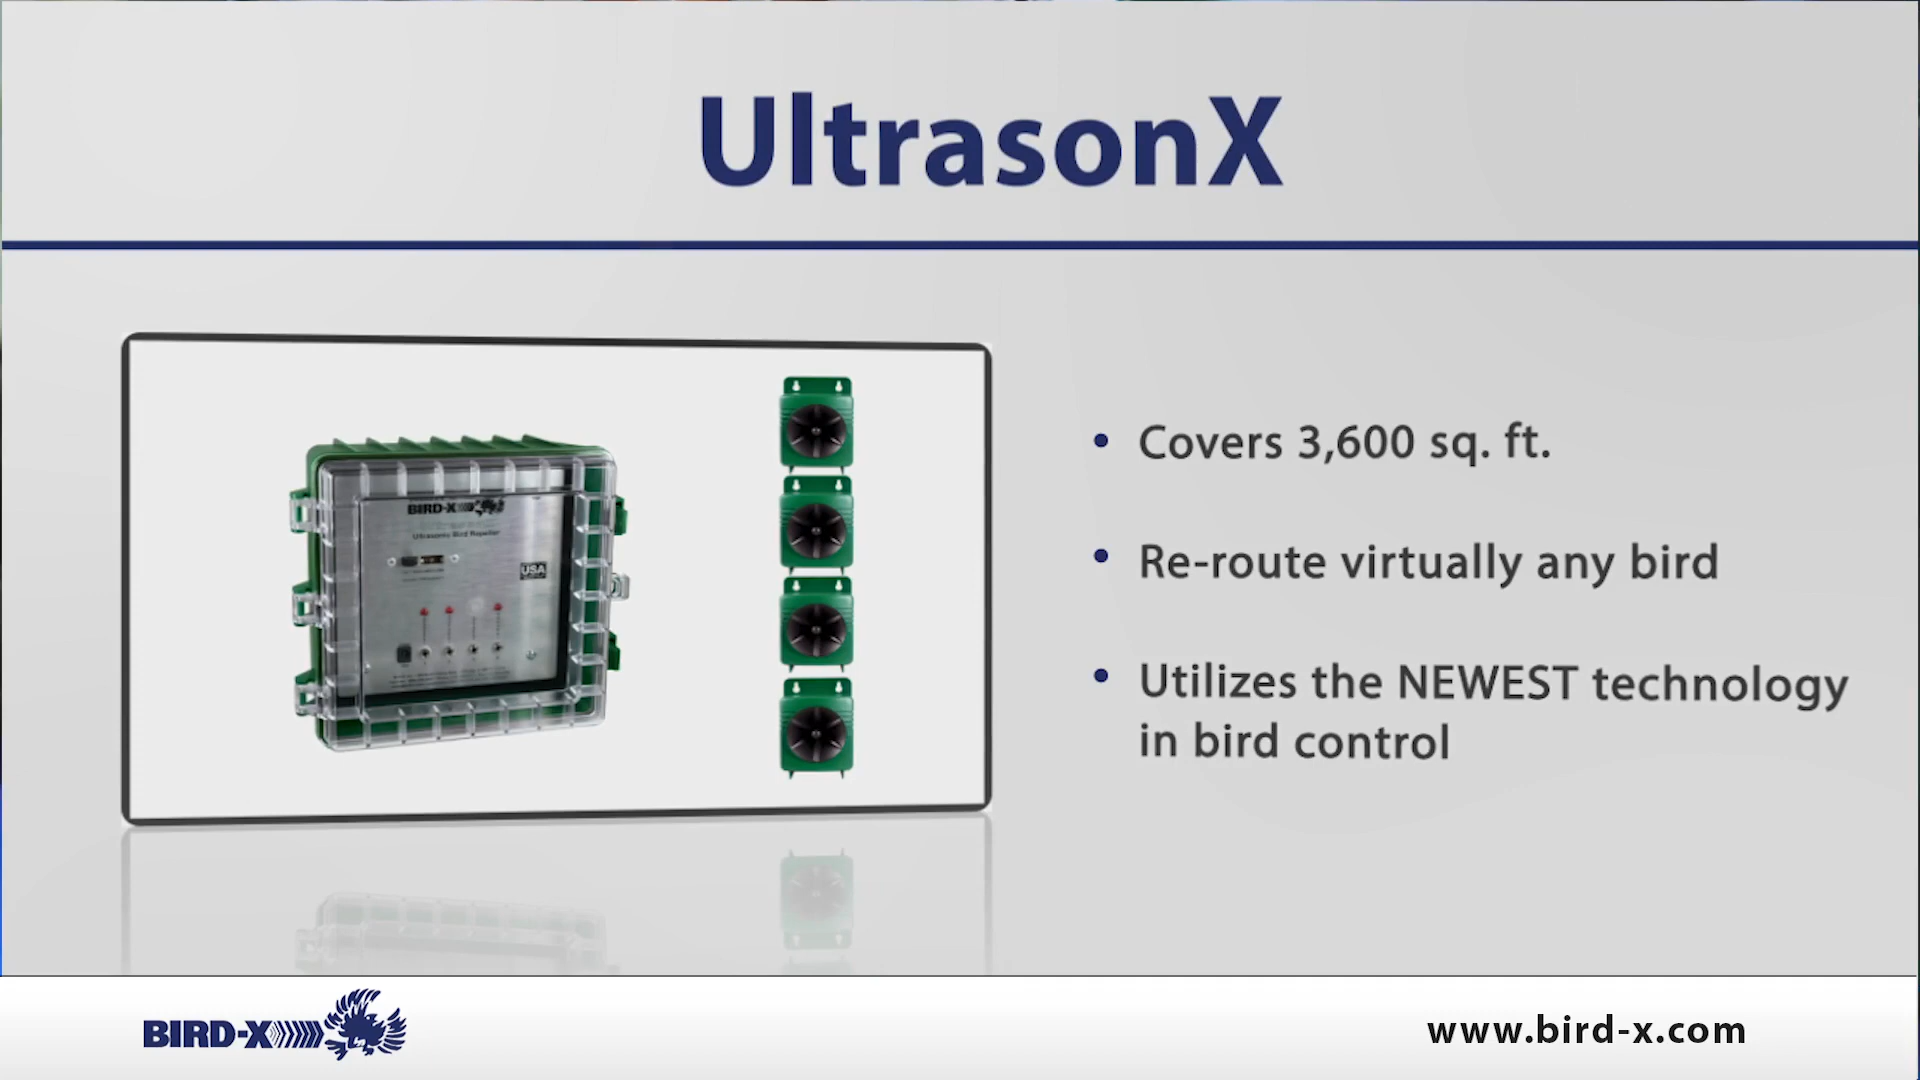 UltrasonX
BIRD-X
Ultrasonic Bird Repeller
USA
• Covers 3,600 sq. ft.
• Re-route virtually any bird
• Utilizes the NEWEST technology
in bird control
BIRD-X
www.bird-x.com